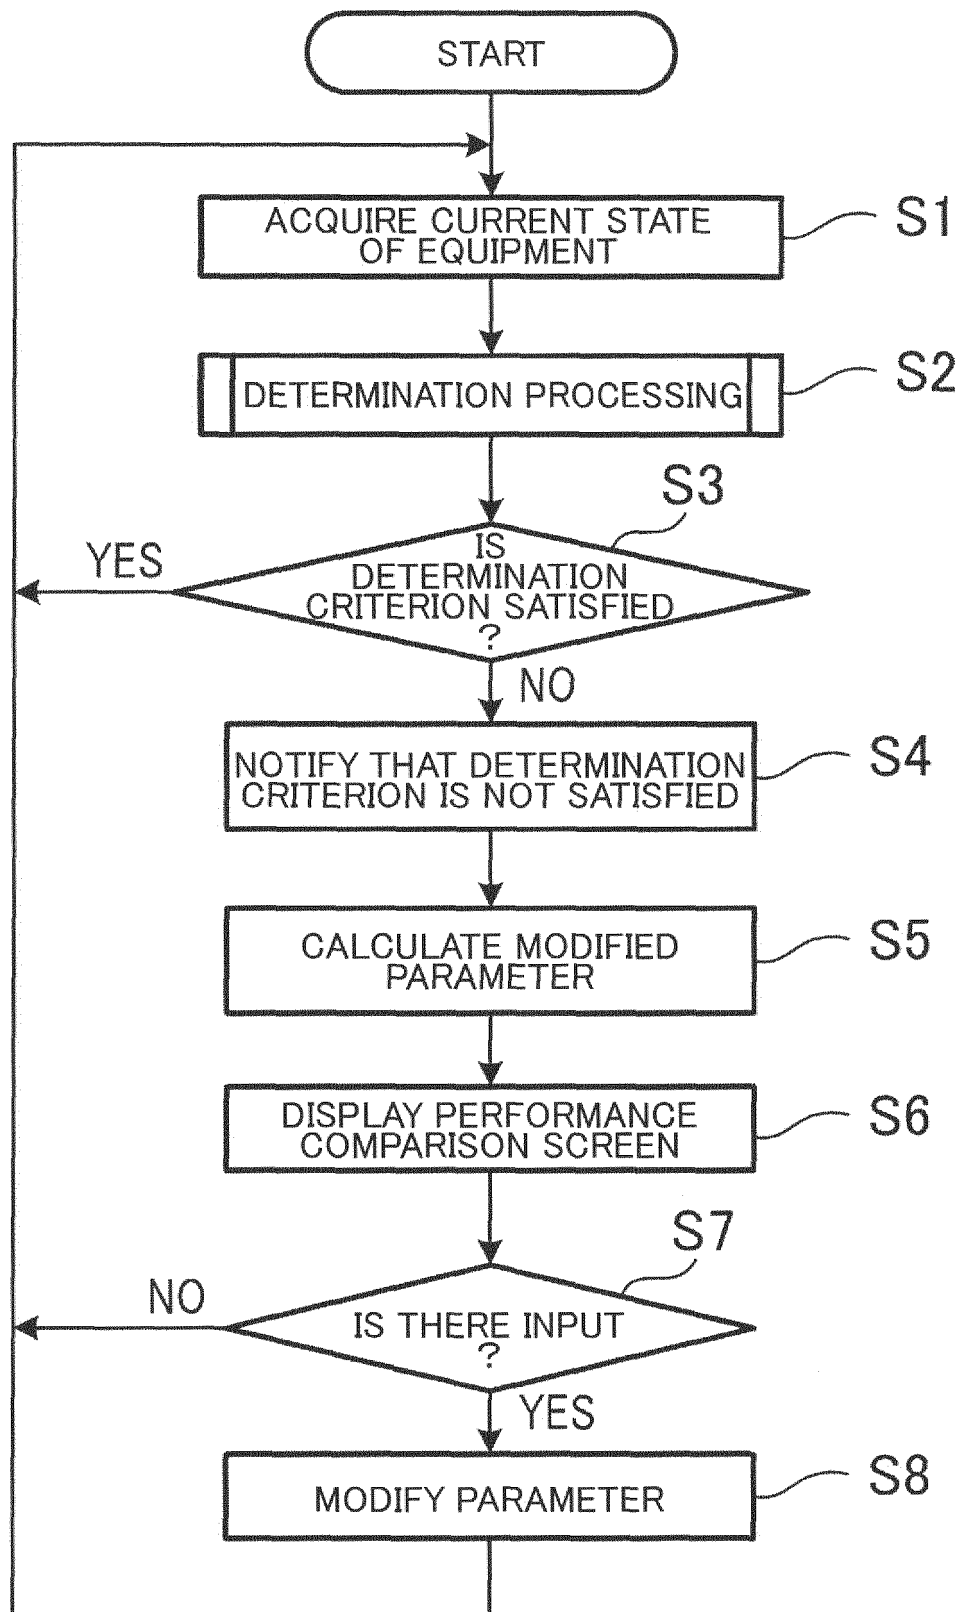 START
ACQUIRE CURRENT STATE
OF EQUIPMENT
S1
DETERMINATION PROCESSING
S2
S3
IS
DETERMINATION
CRITERION SATISFIED
?
YES
NO
NOTIFY THAT DETERMINATION
CRITERION IS NOT SATISFIED
S4
CALCULATE MODIFIED
PARAMETER
S5
DISPLAY PERFORMANCE
COMPARISON SCREEN
S6
S7
IS THERE INPUT
?
NO
YES
MODIFY PARAMETER
S8